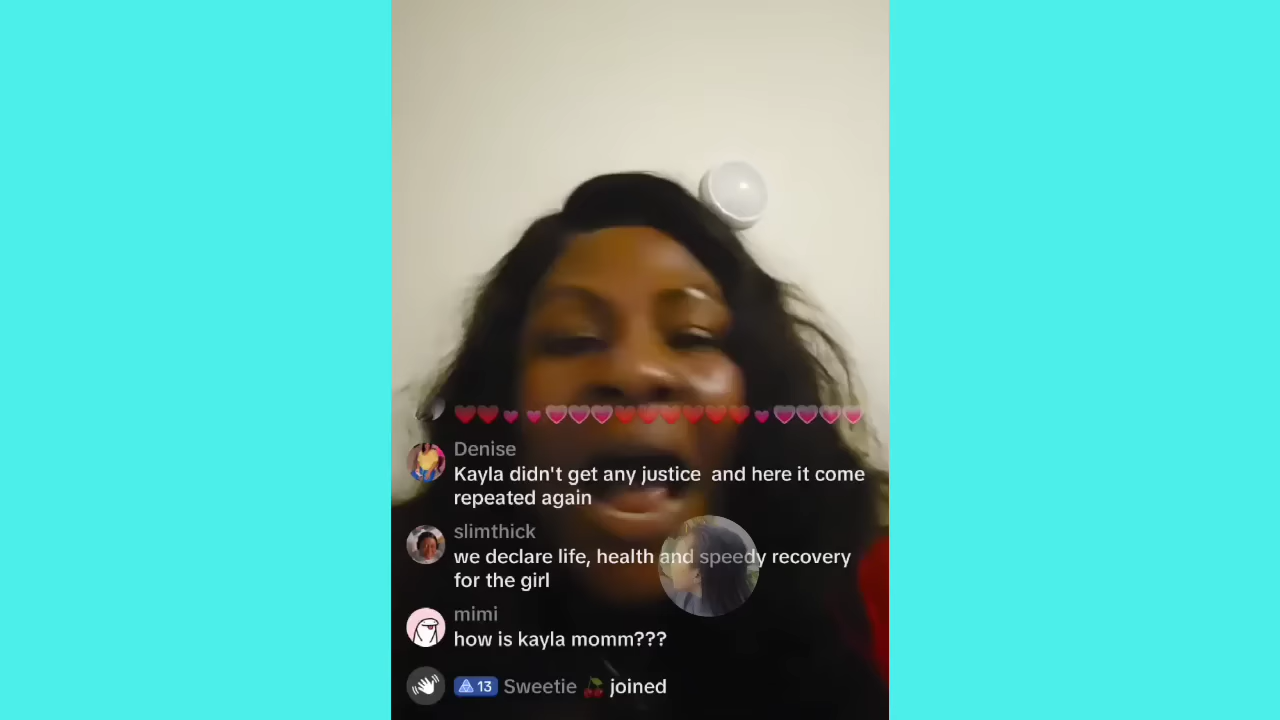 Denise
Kayla didn't get any justice and here it come
repeated again
slimthick
we declare life, health and speedy recovery
for the girl
mimi
how is kayla momm???
13 Sweetie 🍒 joined